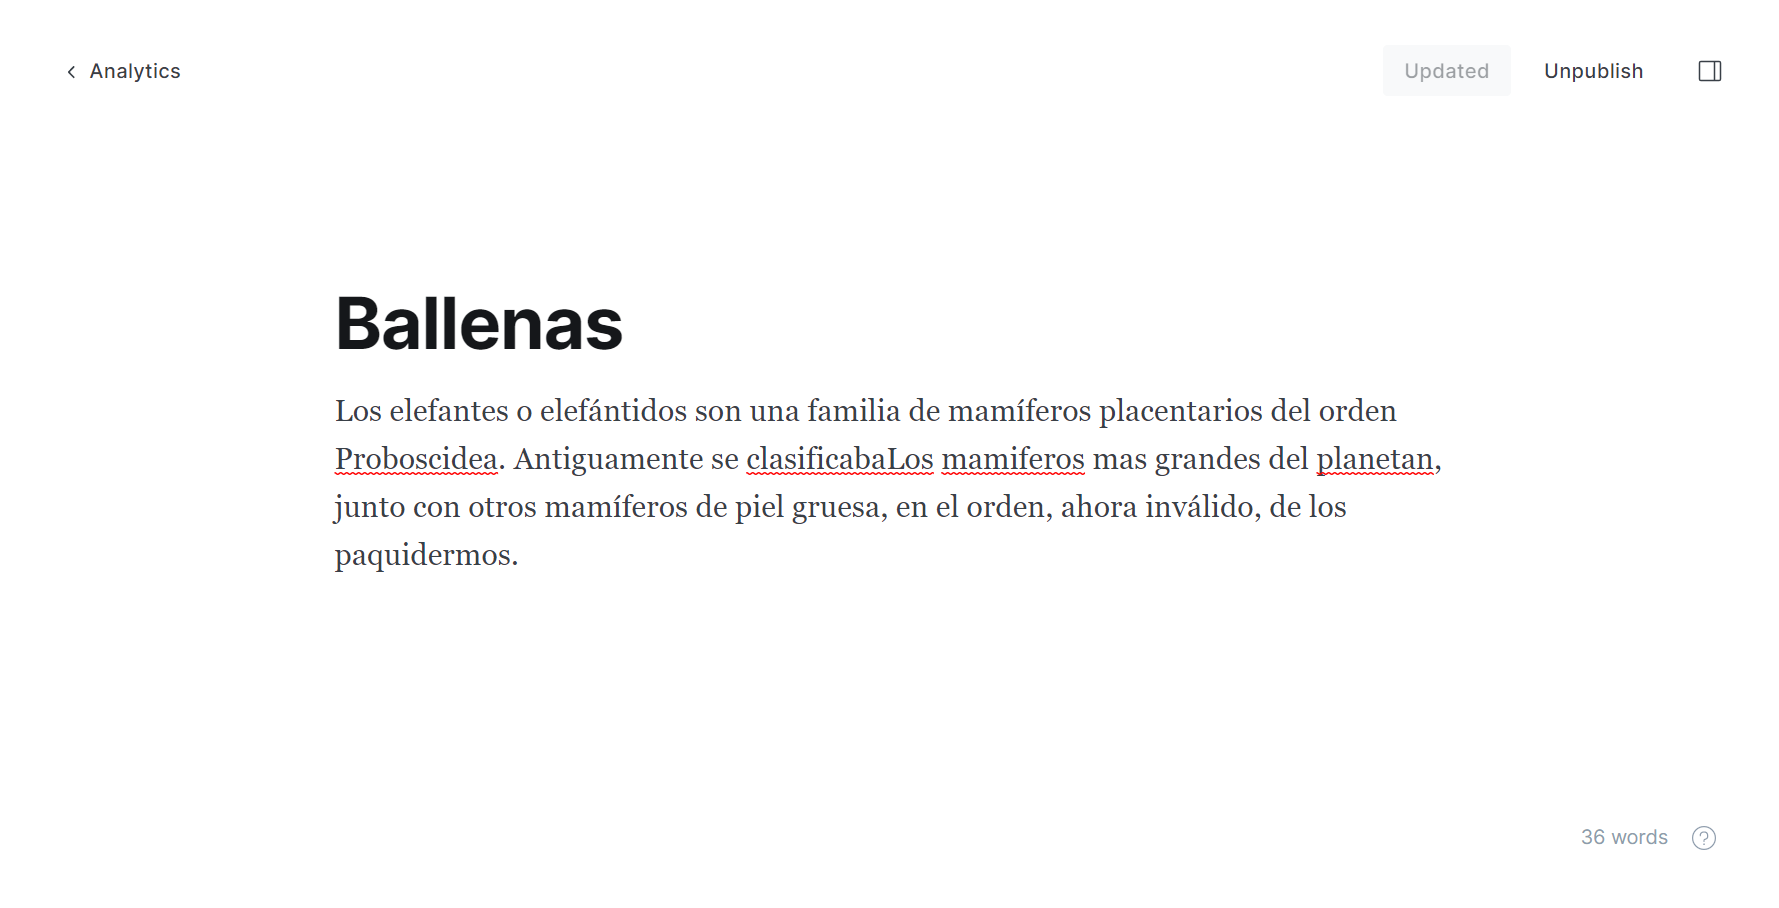 Analytics
Updated
Unpublish
Ballenas
Los elefantes o elefántidos son una familia de mamíferos placentarios del orden
Proboscidea. Antiguamente se clasificabaLos mamiferos mas grandes del planetan,
junto con otros mamíferos de piel gruesa, en el orden, ahora inválido, de los
paquidermos.
36 words
?